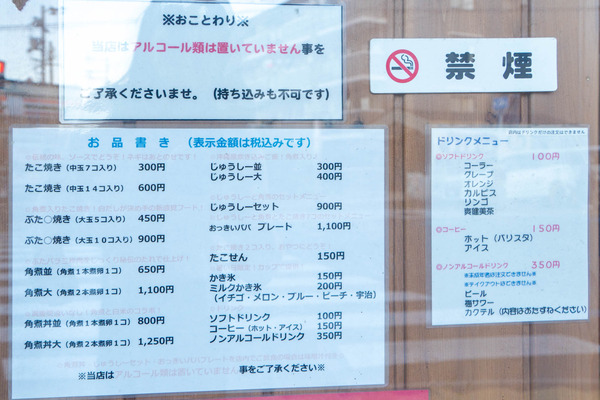 ※おことわり※
当店はアルコール類は置いていません事を
ご了承くださいませ。（持ち込みも不可です）
禁煙
お品書き （表示金額は税込みです）
たこ焼き（中玉７コ入り） 300円
たこ焼き（中玉１４コ入り） 600円
ぶた○焼き（大玉５コ入り） 450円
ぶた○焼き（大玉１０コ入り） 900円
角煮並（角煮１本煮卵１コ） 650円
角煮大（角煮２本煮卵１コ） 1,100円
角煮丼並（角煮１本煮卵１コ） 800円
角煮丼大（角煮２本煮卵１コ） 1,250円
じゅうしー並 300円
じゅうしー大 400円
じゅうしーセット 900円
おっきいパパ プレート 1,100円
たこせん 150円
かき氷 150円
ミルクかき氷 200円
（イチゴ・メロン・ブルー・ピーチ・宇治）
ソフトドリンク 100円
コーヒー（ホット・アイス） 150円
ノンアルコールドリンク 350円
※当店は 事をご了承ください※
ドリンクメニュー
ソフトドリンク 100円
コーラー
グレープ
オレンジ
カルピス
リンゴ
爽健美茶
コーヒー 150円
ホット（バリスタ）
アイス
ノンアルコールドリンク 350円
ビール
梅サワー
カクテル（内容はおたずねください）